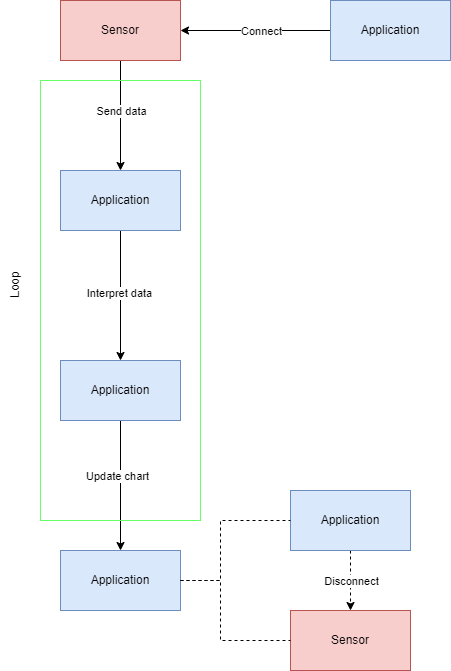 Sensor
Connect
Application
Send data
Application
Loop
Interpret data
Application
Update chart
Application
Application
Disconnect
Sensor